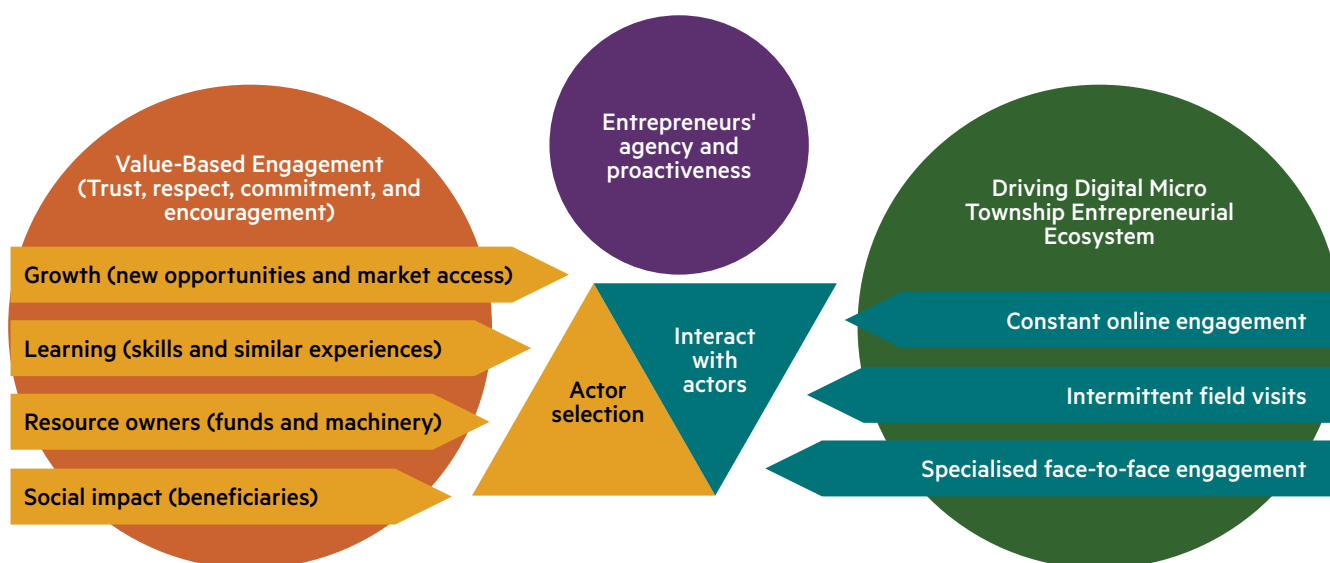 Entrepreneurs'
agency and
proactiveness
Value-Based Engagement
(Trust, respect, commitment, and
encouragement)
Growth (new opportunities and market access)
Learning (skills and similar experiences)
Resource owners (funds and machinery)
Social impact (beneficiaries)
Actor
selection
Interact
with
actors
Driving Digital Micro
Township Entrepreneurial
Ecosystem
Constant online engagement
Intermittent field visits
Specialised face-to-face engagement